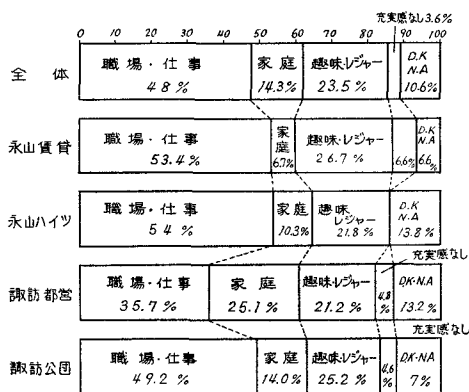 充実感なし3.6%
0 10 20 30 40 50 60 70 80 90 100
全体
職場・仕事 家庭 趣味・レジャー D.K
N.A
48% 14.3% 23.5% 10.6%
永山賃貸
職場・仕事 家庭 趣味・レジャー D.K
N.A
53.4% 6.7% 26.7% 6.6% 6.6%
永山ハイツ
職場・仕事 家庭 趣味・レジャー D.K
N.A
54% 10.3% 21.8% 13.8%
充実感なし
諏訪都営
職場・仕事 家庭 趣味・レジャー D.K・N.A
35.7% 25.1% 21.2% 4.8% 13.2%
充実感なし
諏訪公団
職場・仕事 家庭 趣味・レジャー D.K・N.A
49.2% 14.0% 25.2% 4.6% 7%